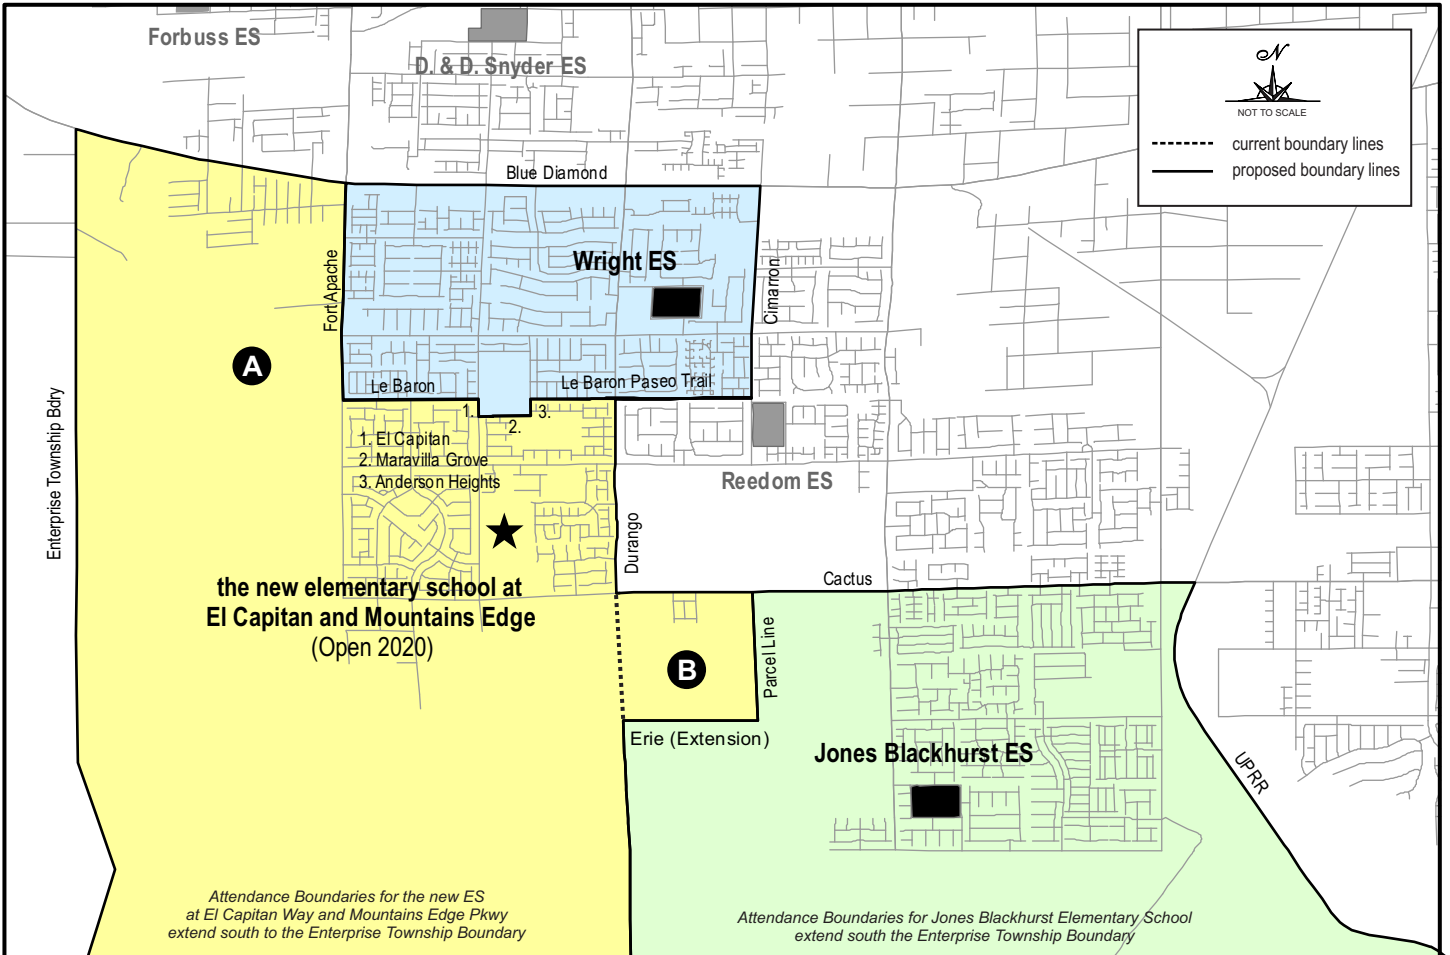 Forbuss ES
D. & D. Snyder ES
N
NOT TO SCALE
current boundary lines
proposed boundary lines
Blue Diamond
Wright ES
Fort Apache
Cimarron
A
Le Baron
Le Baron Paseo Trail
1.
3.
2.
1. El Capitan
2. Maravilla Grove
3. Anderson Heights
Enterprise Township Bdry
Reedom ES
Durango
Cactus
the new elementary school at
El Capitan and Mountains Edge
(Open 2020)
B
Parcel Line
Erie (Extension)
Jones Blackhurst ES
UPRR
Attendance Boundaries for the new ES
at El Capitan Way and Mountains Edge Pkwy
extend south to the Enterprise Township Boundary
Attendance Boundaries for Jones Blackhurst Elementary School
extend south the Enterprise Township Boundary